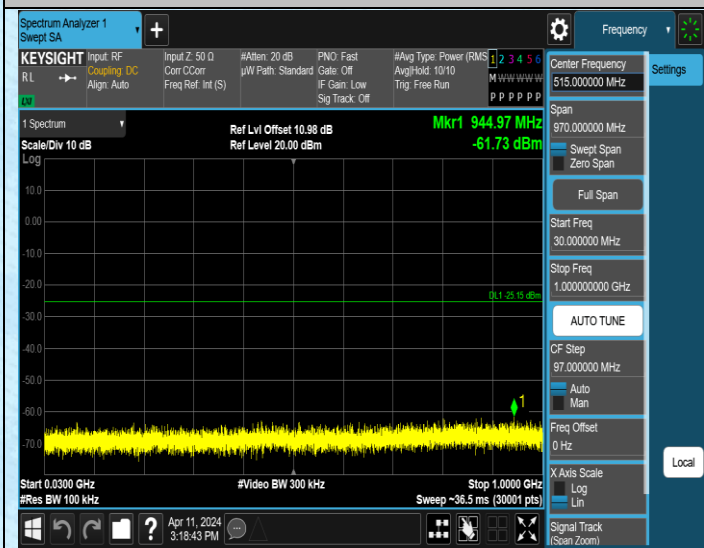 Spectrum Analyzer 1
Swept SA
Frequency
KEYSIGHT
RL
LXI
Input: RF
Coupling: DC
Align: Auto
Input Z: 50 Ω
Corr CCorr
Freq Ref: Int (S)
#Atten: 20 dB
µW Path: Standard
PNO: Fast
Gate: Off
IF Gain: Low
Sig Track: Off
#Avg Type: Power (RMS
Avg|Hold: 10/10
Trig: Free Run
1 2 3 4 5 6
M W W W W W
P P P P P P
Center Frequency
515.000000 MHz
Settings
1 Spectrum
Scale/Div 10 dB
Log
Ref Lvl Offset 10.98 dB
Ref Level 20.00 dBm
Mkr1 944.97 MHz
-61.73 dBm
10.0
0.00
-10.0
-20.0
-30.0
-40.0
-50.0
-60.0
-70.0
DL1 -25.15 dBm
1
Start 0.0300 GHz
#Res BW 100 kHz
#Video BW 300 kHz
Stop 1.0000 GHz
Sweep ~36.5 ms (30001 pts)
Span
970.000000 MHz
Swept Span
Zero Span
Full Span
Start Freq
30.000000 MHz
Stop Freq
1.000000000 GHz
AUTO TUNE
CF Step
97.000000 MHz
Auto
Man
Freq Offset
0 Hz
X Axis Scale
Log
Lin
Signal Track
(Span Zoom)
Local
?
Apr 11, 2024
3:18:43 PM